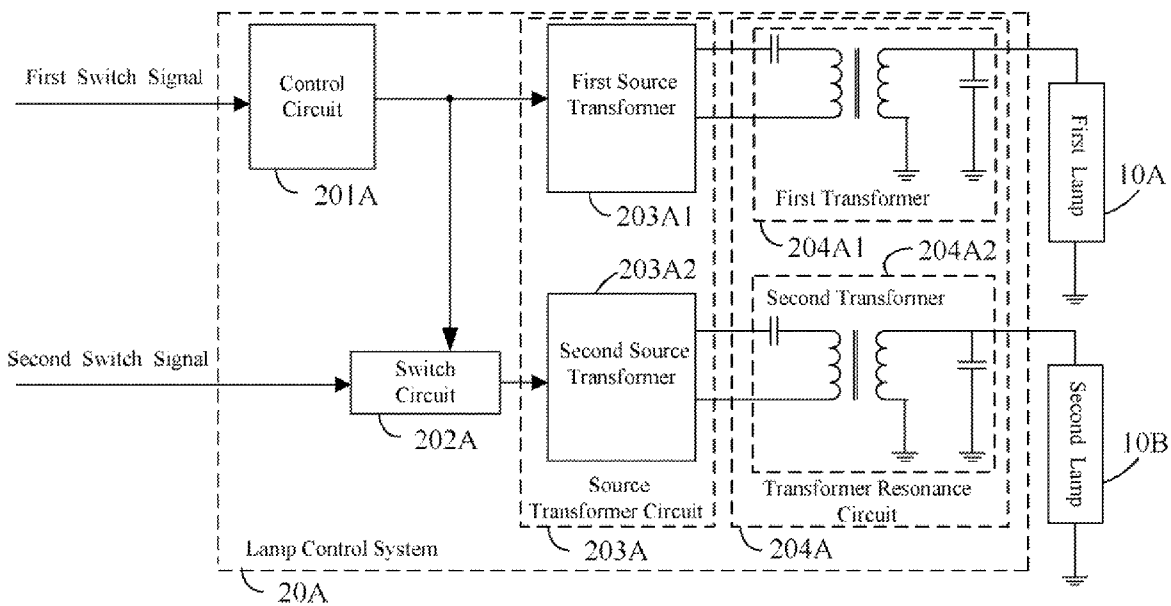 First Switch Signal
Control
Circuit
201A
First Source
Transformer
203A1
First Transformer
204A1
First Lamp
10A
203A2
204A2
Second Transformer
Second Switch Signal
Switch
Circuit
202A
Second Source
Transformer
Second Lamp
10B
Source
Transformer Circuit
203A
Transformer Resonance
Circuit
204A
Lamp Control System
20A